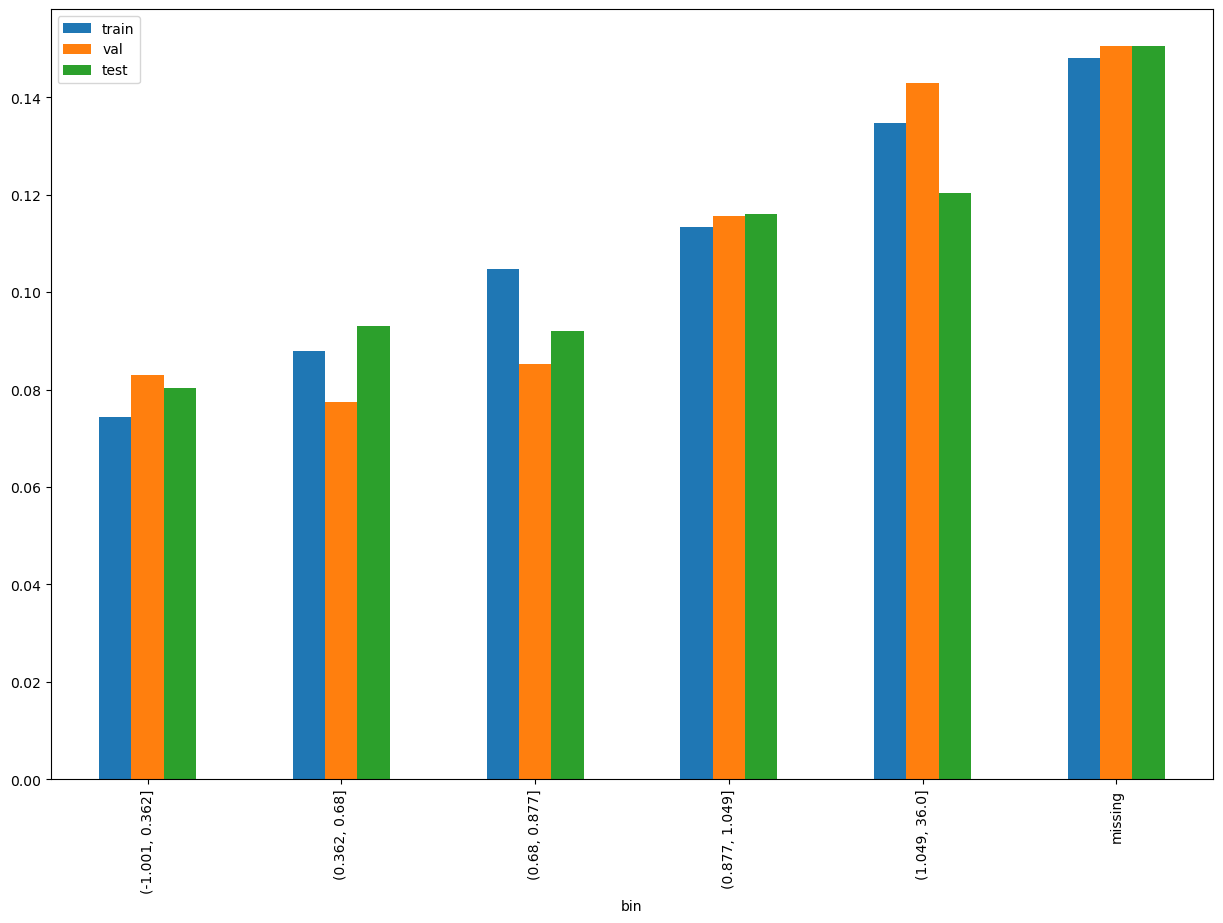 train
val
test
0.14
0.12
0.10
0.08
0.06
0.04
0.02
0.00
(-1.001, 0.362]
(0.362, 0.68]
(0.68, 0.877]
(0.877, 1.049]
(1.049, 36.0]
missing
bin